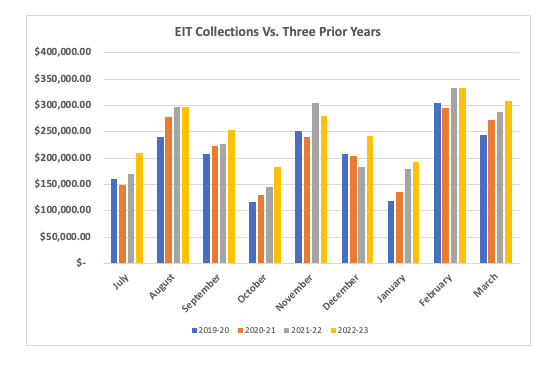 EIT Collections Vs. Three Prior Years
$400,000.00
$350,000.00
$300,000.00
$250,000.00
$200,000.00
$150,000.00
$100,000.00
$50,000.00
$-
July
August
September
October
November
December
January
February
March
2019-20 2020-21 2021-22 2022-23